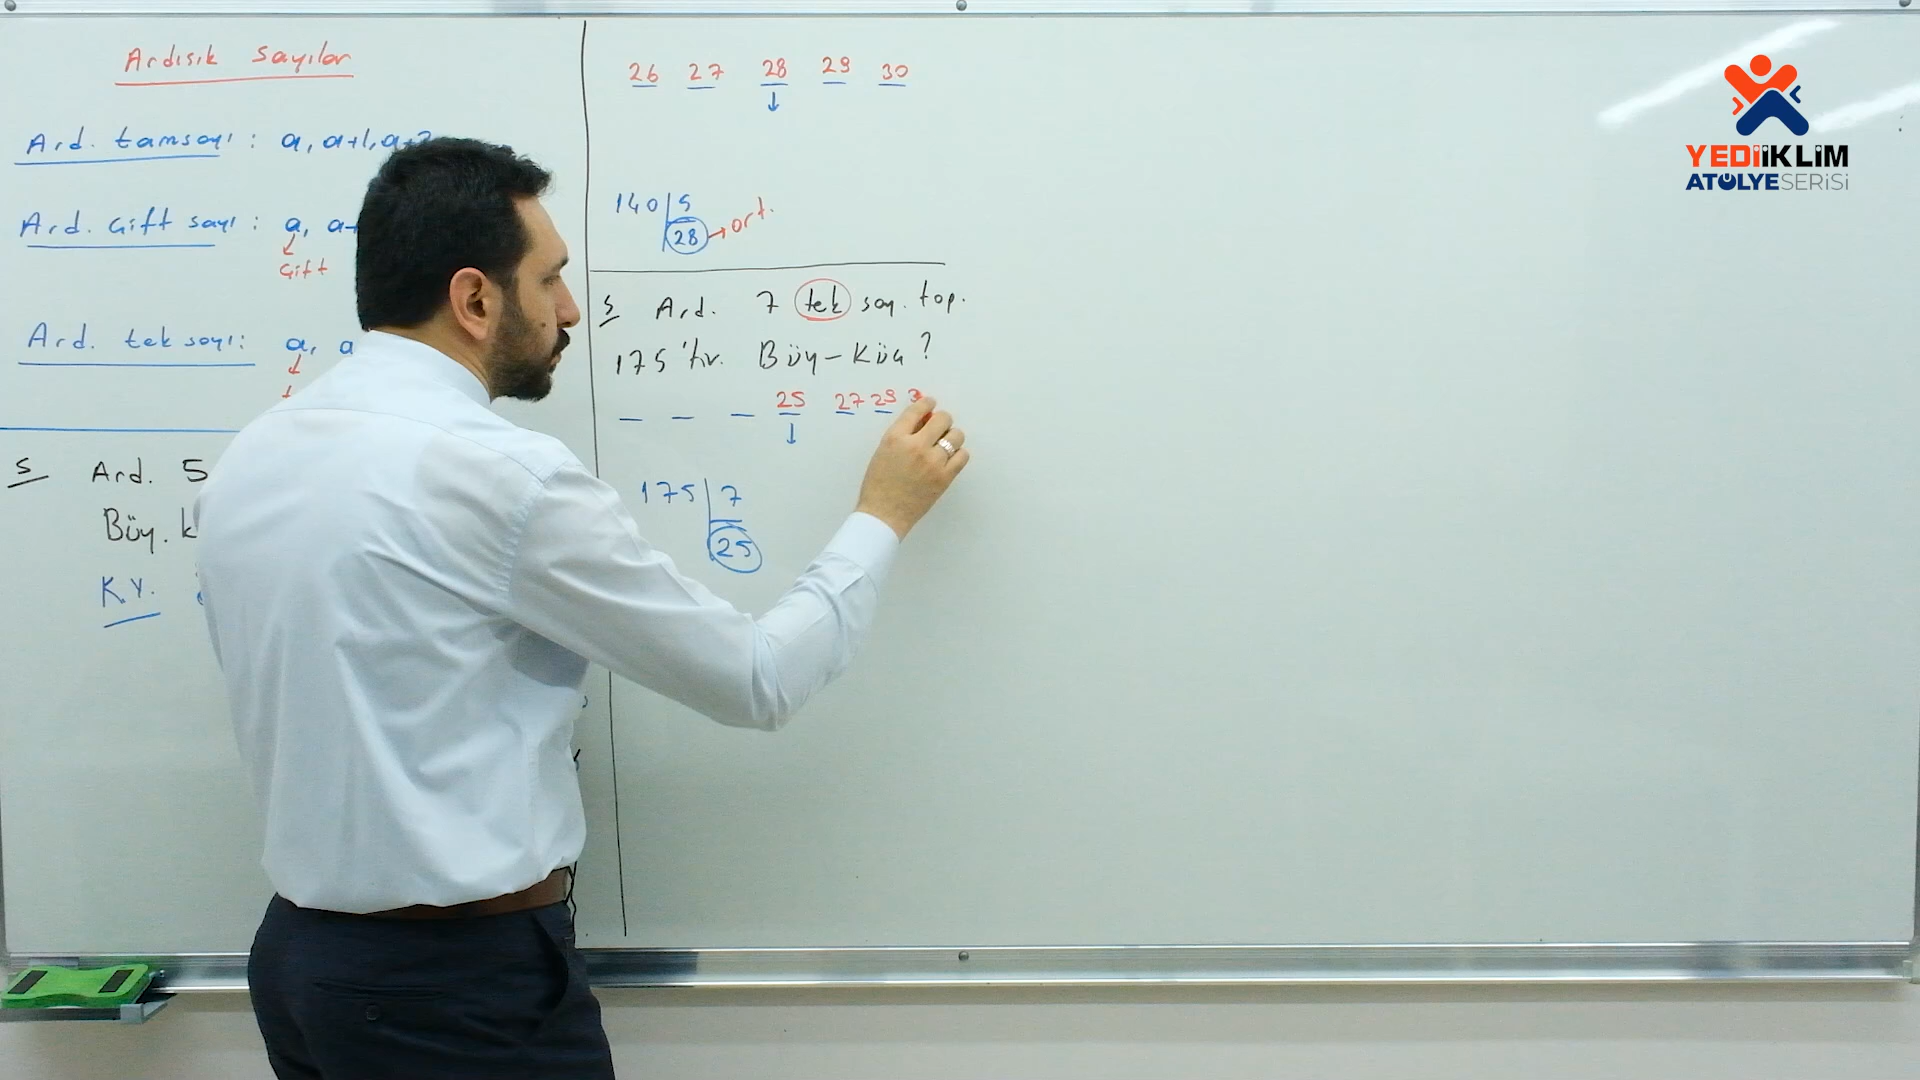 Ardışık sayılar
Ard. tamsayı : a, a+1, a+2
Ard. Çift sayı : a, a+
Çift
Ard. tek sayı: a, a
S Ard. 5
Büy. k
K.Y.
26 27 28 29 30
140 5
28 → ort.
S Ard. 7 tek say. top.
175'tir. Büy - Küç ?
25 27 29 3
175 7
25
YEDİİKLİM
ATÖLYESERİSİ